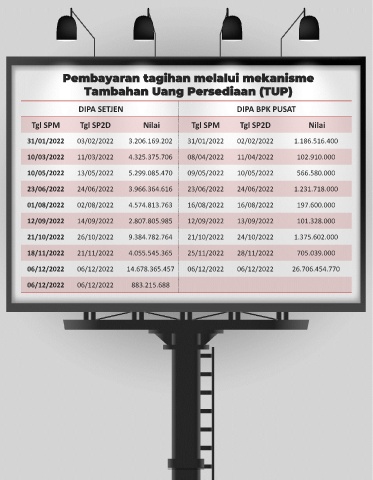 Pembayaran tagihan melalui mekanisme
Tambahan Uang Persediaan (TUP)
DIPA SETJEN DIPA BPK PUSAT
Tgl SPM Tgl SP2D Nilai Tgl SPM Tgl SP2D Nilai
31/01/2022 03/02/2022 3.206.169.202 31/01/2022 02/02/2022 1.186.516.400
10/03/2022 11/03/2022 4.325.375.706 08/04/2022 11/04/2022 102.910.000
10/05/2022 13/05/2022 5.299.085.470 09/05/2022 10/05/2022 566.580.000
23/06/2022 24/06/2022 3.966.364.616 23/06/2022 24/06/2022 1.231.718.000
01/08/2022 02/08/2022 4.574.813.763 16/08/2022 16/08/2022 197.600.000
12/09/2022 14/09/2022 2.807.805.985 12/09/2022 13/09/2022 101.328.000
21/10/2022 26/10/2022 9.384.782.764 21/10/2022 24/10/2022 1.375.602.000
18/11/2022 21/11/2022 4.055.545.365 25/11/2022 28/11/2022 705.039.000
06/12/2022 06/12/2022 14.678.365.457 06/12/2022 06/12/2022 26.706.454.770
06/12/2022 06/12/2022 883.215.688